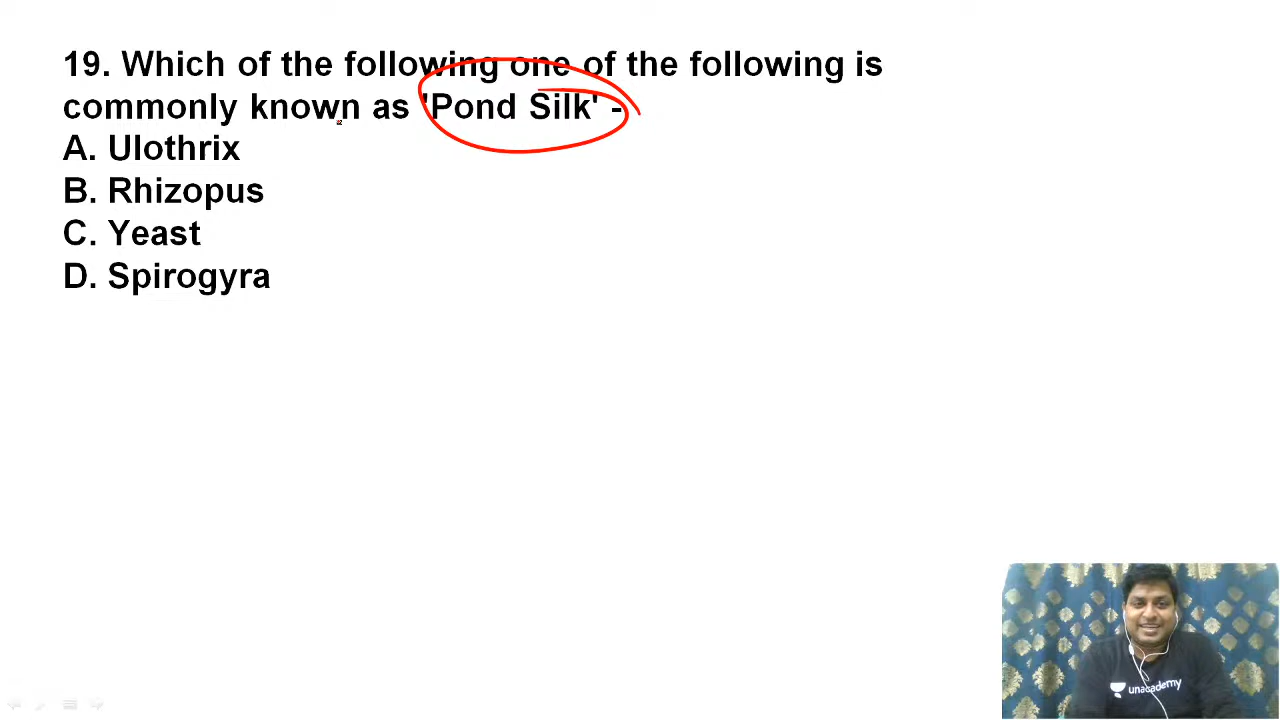 19. Which of the following one of the following is
commonly known as 'Pond Silk' -
A. Ulothrix
B. Rhizopus
C. Yeast
D. Spirogyra
unacademy